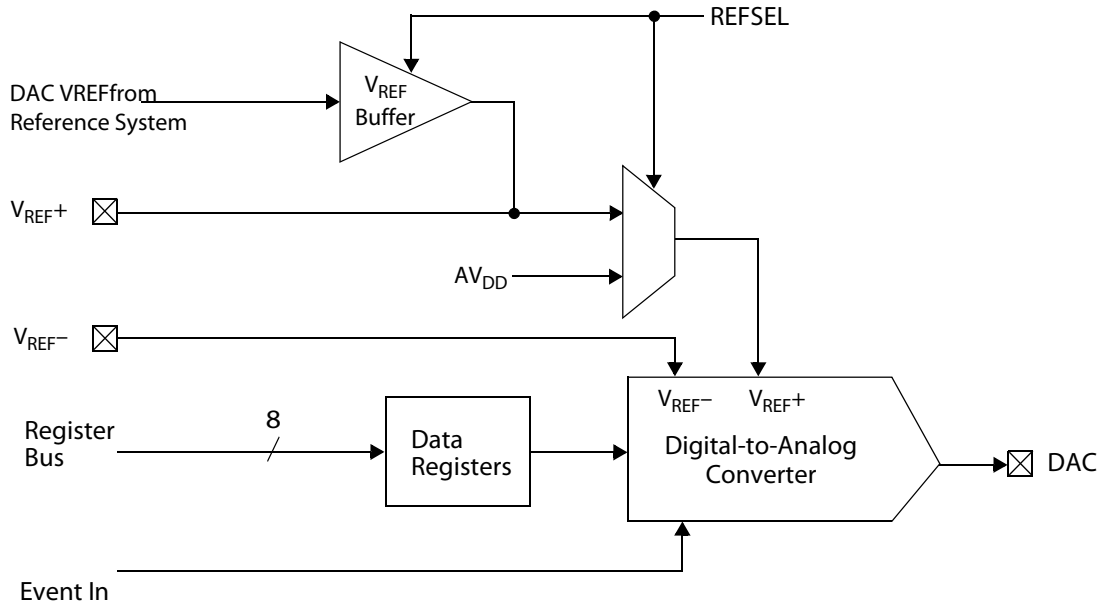 REFSEL
DAC VREFfrom
Reference System
VREF
Buffer
VREF+
AVDD
VREF−
VREF− VREF+
Digital-to-Analog
Converter
8
Register
Bus
Data
Registers
DAC
Event In